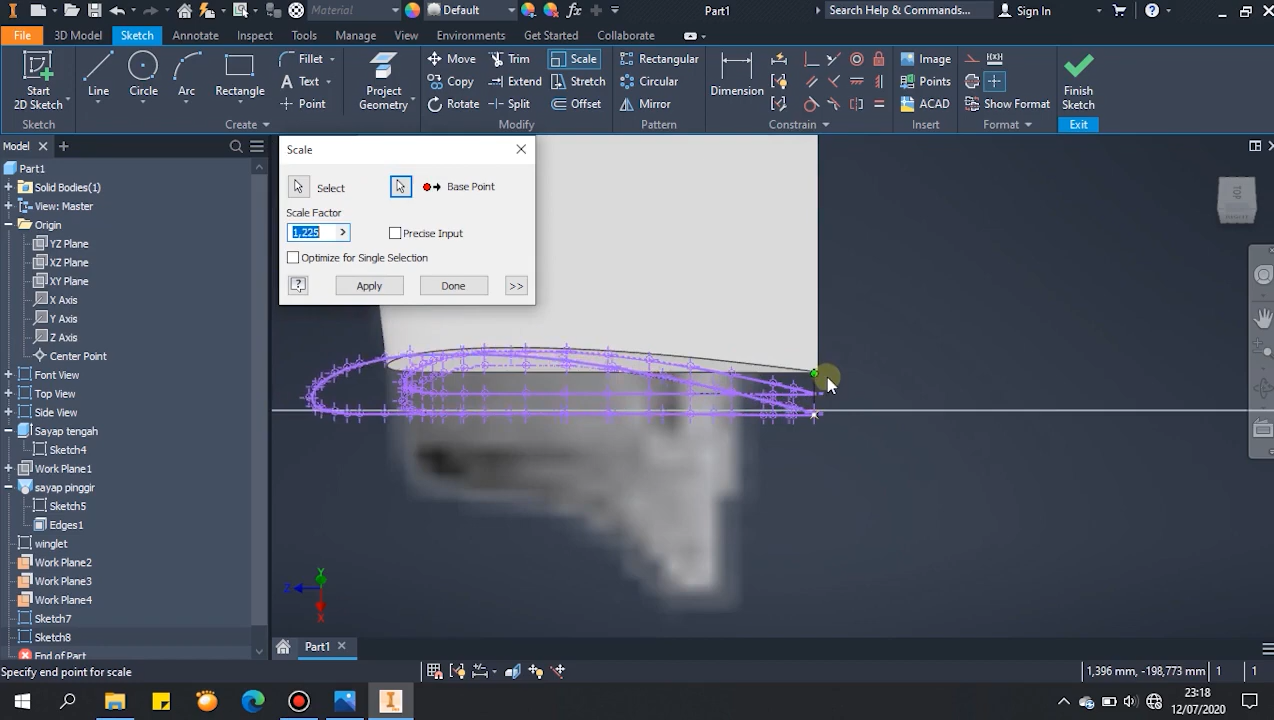 Material
Default
Part1
Search Help & Commands...
Sign In
File
3D Model
Sketch
Annotate
Inspect
Tools
Manage
View
Environments
Get Started
Collaborate
Start
2D Sketch
Line
Circle
Arc
Rectangle
Fillet
Text
Point
Project
Geometry
Move
Copy
Rotate
Trim
Extend
Split
Scale
Stretch
Offset
Rectangular
Circular
Mirror
Dimension
Image
Points
ACAD
Show Format
Finish
Sketch
Sketch
Create
Modify
Pattern
Constrain
Insert
Format
Exit
Model
Part1
Solid Bodies(1)
View: Master
Origin
YZ Plane
XZ Plane
XY Plane
X Axis
Y Axis
Z Axis
Center Point
Font View
Top View
Side View
Sayap tengah
Sketch4
Work Plane1
sayap pinggir
Sketch5
Edges1
winglet
Work Plane2
Work Plane3
Work Plane4
Sketch7
Sketch8
End of Part
Scale
Select
Base Point
Scale Factor
1,225
Precise Input
Optimize for Single Selection
Apply
Done
>>
TOP
Y
Z
X
Part1
Specify end point for scale
1,396 mm, -198,773 mm
1
1
23:18
12/07/2020